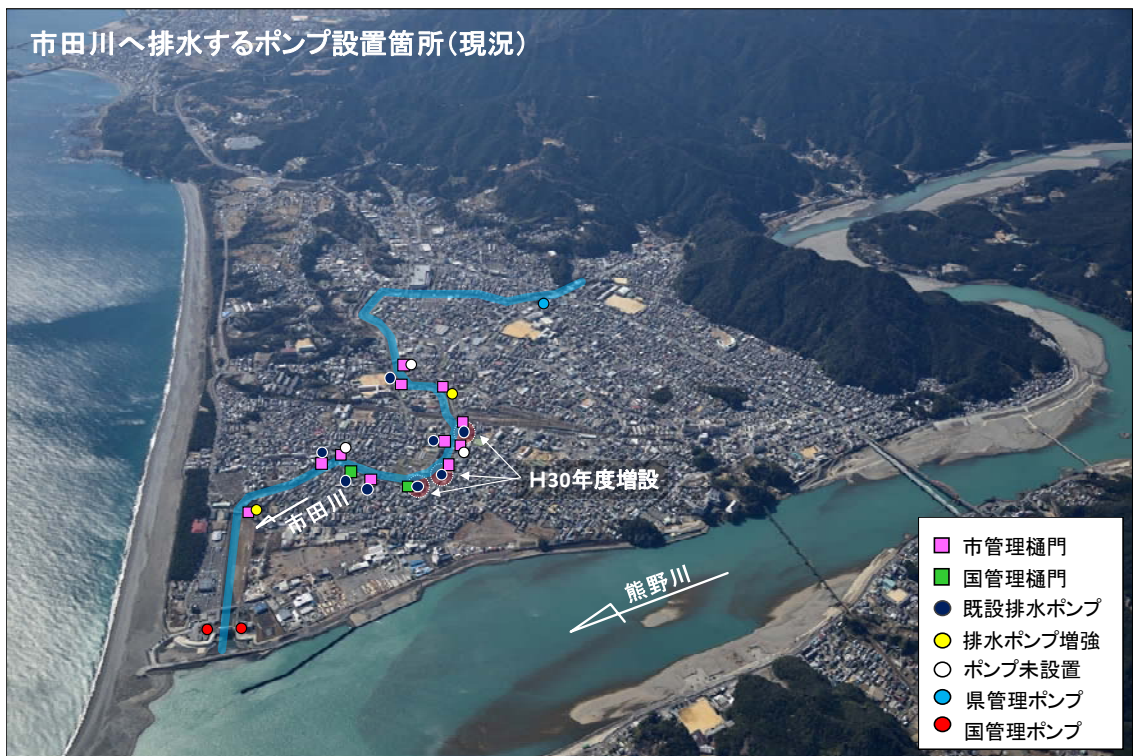 市田川へ排水するポンプ設置箇所(現況)
H30年度増設
市田川
熊野川
市管理樋門
国管理樋門
既設排水ポンプ
排水ポンプ増強
ポンプ未設置
県管理ポンプ
国管理ポンプ